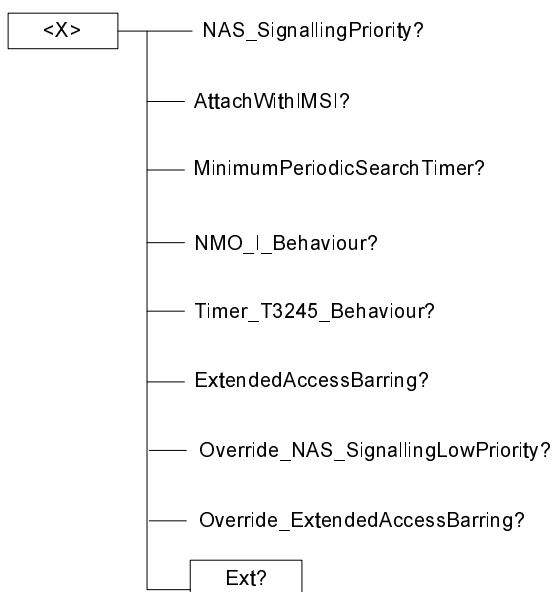 <X>
NAS_SignallingPriority?
AttachWithIMSI?
MinimumPeriodicSearchTimer?
NMO_I_Behaviour?
Timer_T3245_Behaviour?
ExtendedAccessBarring?
Override_NAS_SignallingLowPriority?
Override_ExtendedAccessBarring?
Ext?